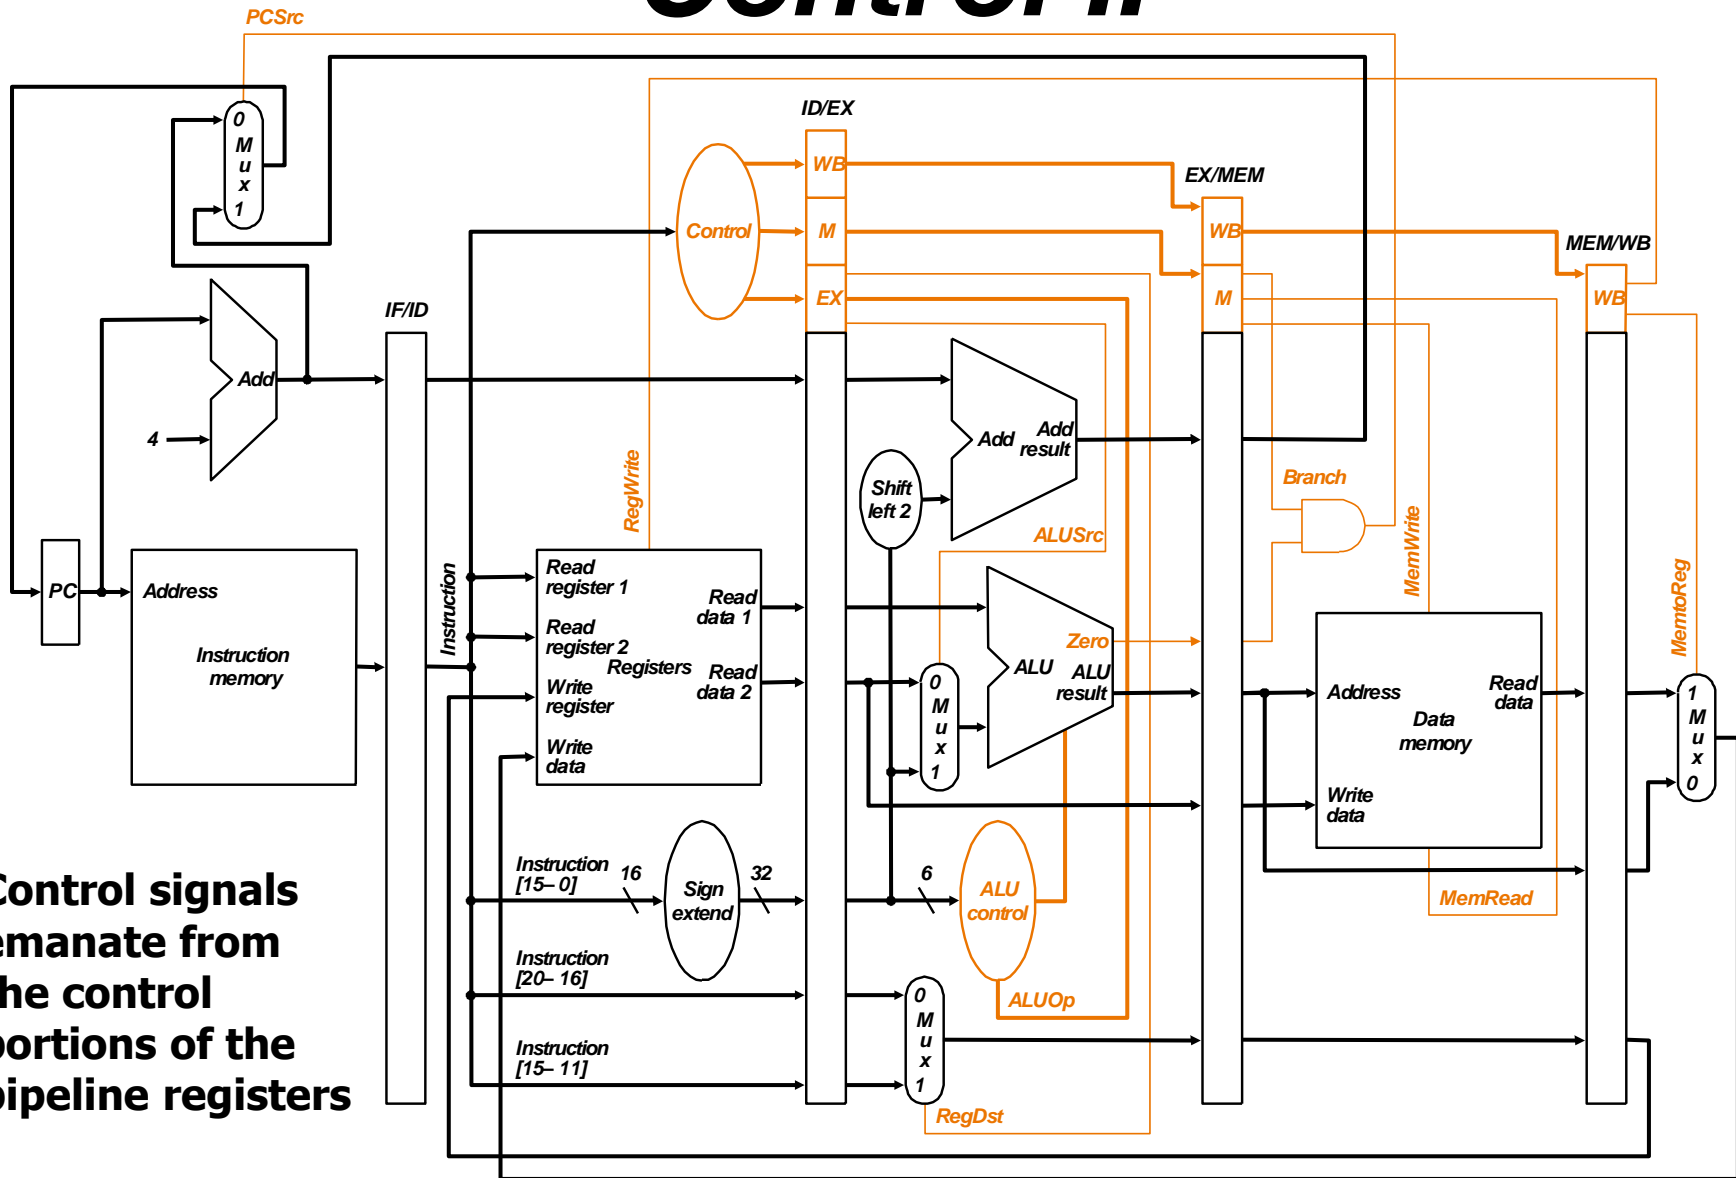 Control II
PCSrc
0
M
u
x
1
ID/EX
WB
M
EX
Control
EX/MEM
WB
M
MEM/WB
WB
IF/ID
Add
4
Add
Add
result
Shift
left 2
RegWrite
Branch
ALUSrc
MemWrite
MemtoReg
PC
Address
Instruction
memory
Instruction
Read
register 1
Read
register 2
Write
register
Write
data
Registers
Read
data 1
Read
data 2
0
M
u
x
1
Zero
ALU
ALU
result
Address
Read
data
Data
memory
Write
data
1
M
u
x
0
Instruction
[15– 0]
16
Sign
extend
32
6
ALU
control
MemRead
Instruction
[20– 16]
ALUOp
0
M
u
x
1
Instruction
[15– 11]
RegDst
Control signals
emanate from
the control
portions of the
pipeline registers